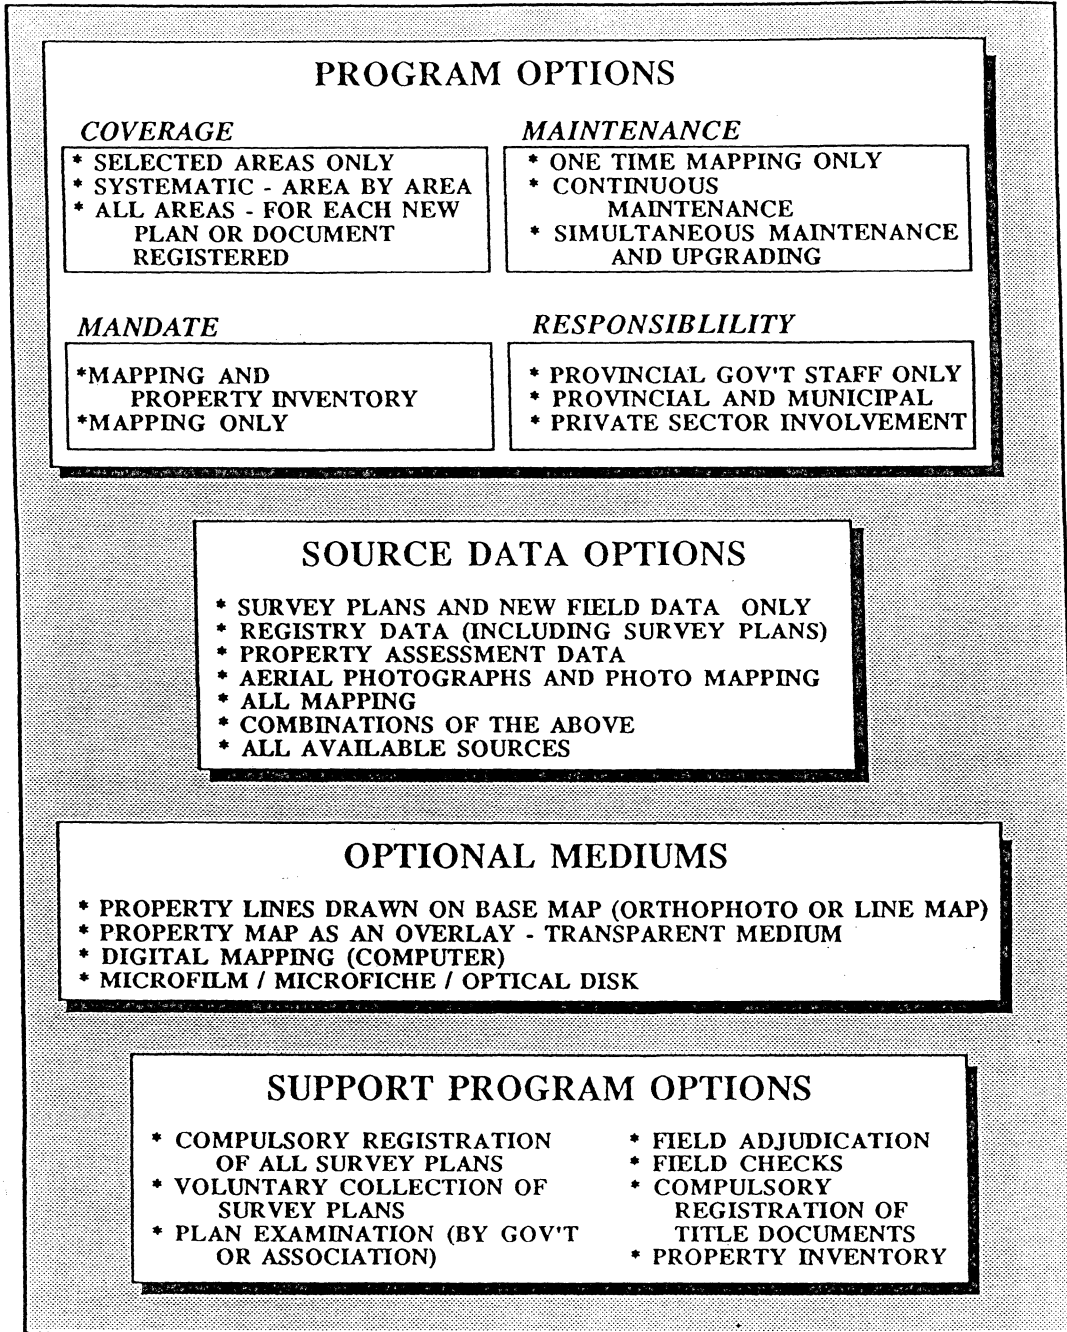 PROGRAM OPTIONS
COVERAGE
* SELECTED AREAS ONLY
* SYSTEMATIC - AREA BY AREA
* ALL AREAS - FOR EACH NEW
PLAN OR DOCUMENT
REGISTERED
MAINTENANCE
* ONE TIME MAPPING ONLY
* CONTINUOUS
MAINTENANCE
* SIMULTANEOUS MAINTENANCE
AND UPGRADING
MANDATE
*MAPPING AND
PROPERTY INVENTORY
*MAPPING ONLY
RESPONSIBLILITY
* PROVINCIAL GOV'T STAFF ONLY
* PROVINCIAL AND MUNICIPAL
* PRIVATE SECTOR INVOLVEMENT
SOURCE DATA OPTIONS
* SURVEY PLANS AND NEW FIELD DATA ONLY
* REGISTRY DATA (INCLUDING SURVEY PLANS)
* PROPERTY ASSESSMENT DATA
* AERIAL PHOTOGRAPHS AND PHOTO MAPPING
* ALL MAPPING
* COMBINATIONS OF THE ABOVE
* ALL AVAILABLE SOURCES
OPTIONAL MEDIUMS
* PROPERTY LINES DRAWN ON BASE MAP (ORTHOPHOTO OR LINE MAP)
* PROPERTY MAP AS AN OVERLAY - TRANSPARENT MEDIUM
* DIGITAL MAPPING (COMPUTER)
* MICROFILM / MICROFICHE / OPTICAL DISK
SUPPORT PROGRAM OPTIONS
* COMPULSORY REGISTRATION
OF ALL SURVEY PLANS
* VOLUNTARY COLLECTION OF
SURVEY PLANS
* PLAN EXAMINATION (BY GOV'T
OR ASSOCIATION)
* FIELD ADJUDICATION
* FIELD CHECKS
* COMPULSORY
REGISTRATION OF
TITLE DOCUMENTS
* PROPERTY INVENTORY